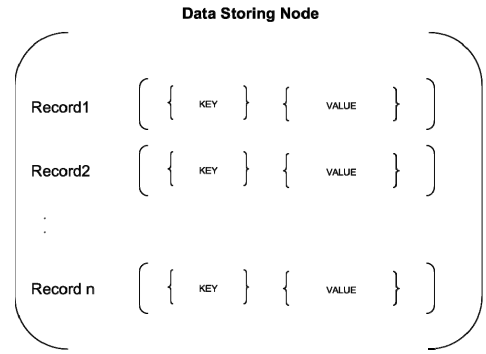 Data Storing Node
Record1 { KEY } { VALUE }
Record2 { KEY } { VALUE }
.
.
Record n { KEY } { VALUE }